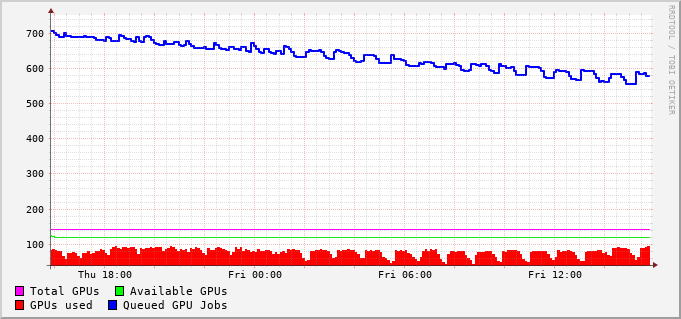 700
600
500
400
300
200
100
Thu 18:00 Fri 00:00 Fri 06:00 Fri 12:00
Total GPUs Available GPUs
GPUs used Queued GPU Jobs
RRDTOOL / TOBI OETIKER